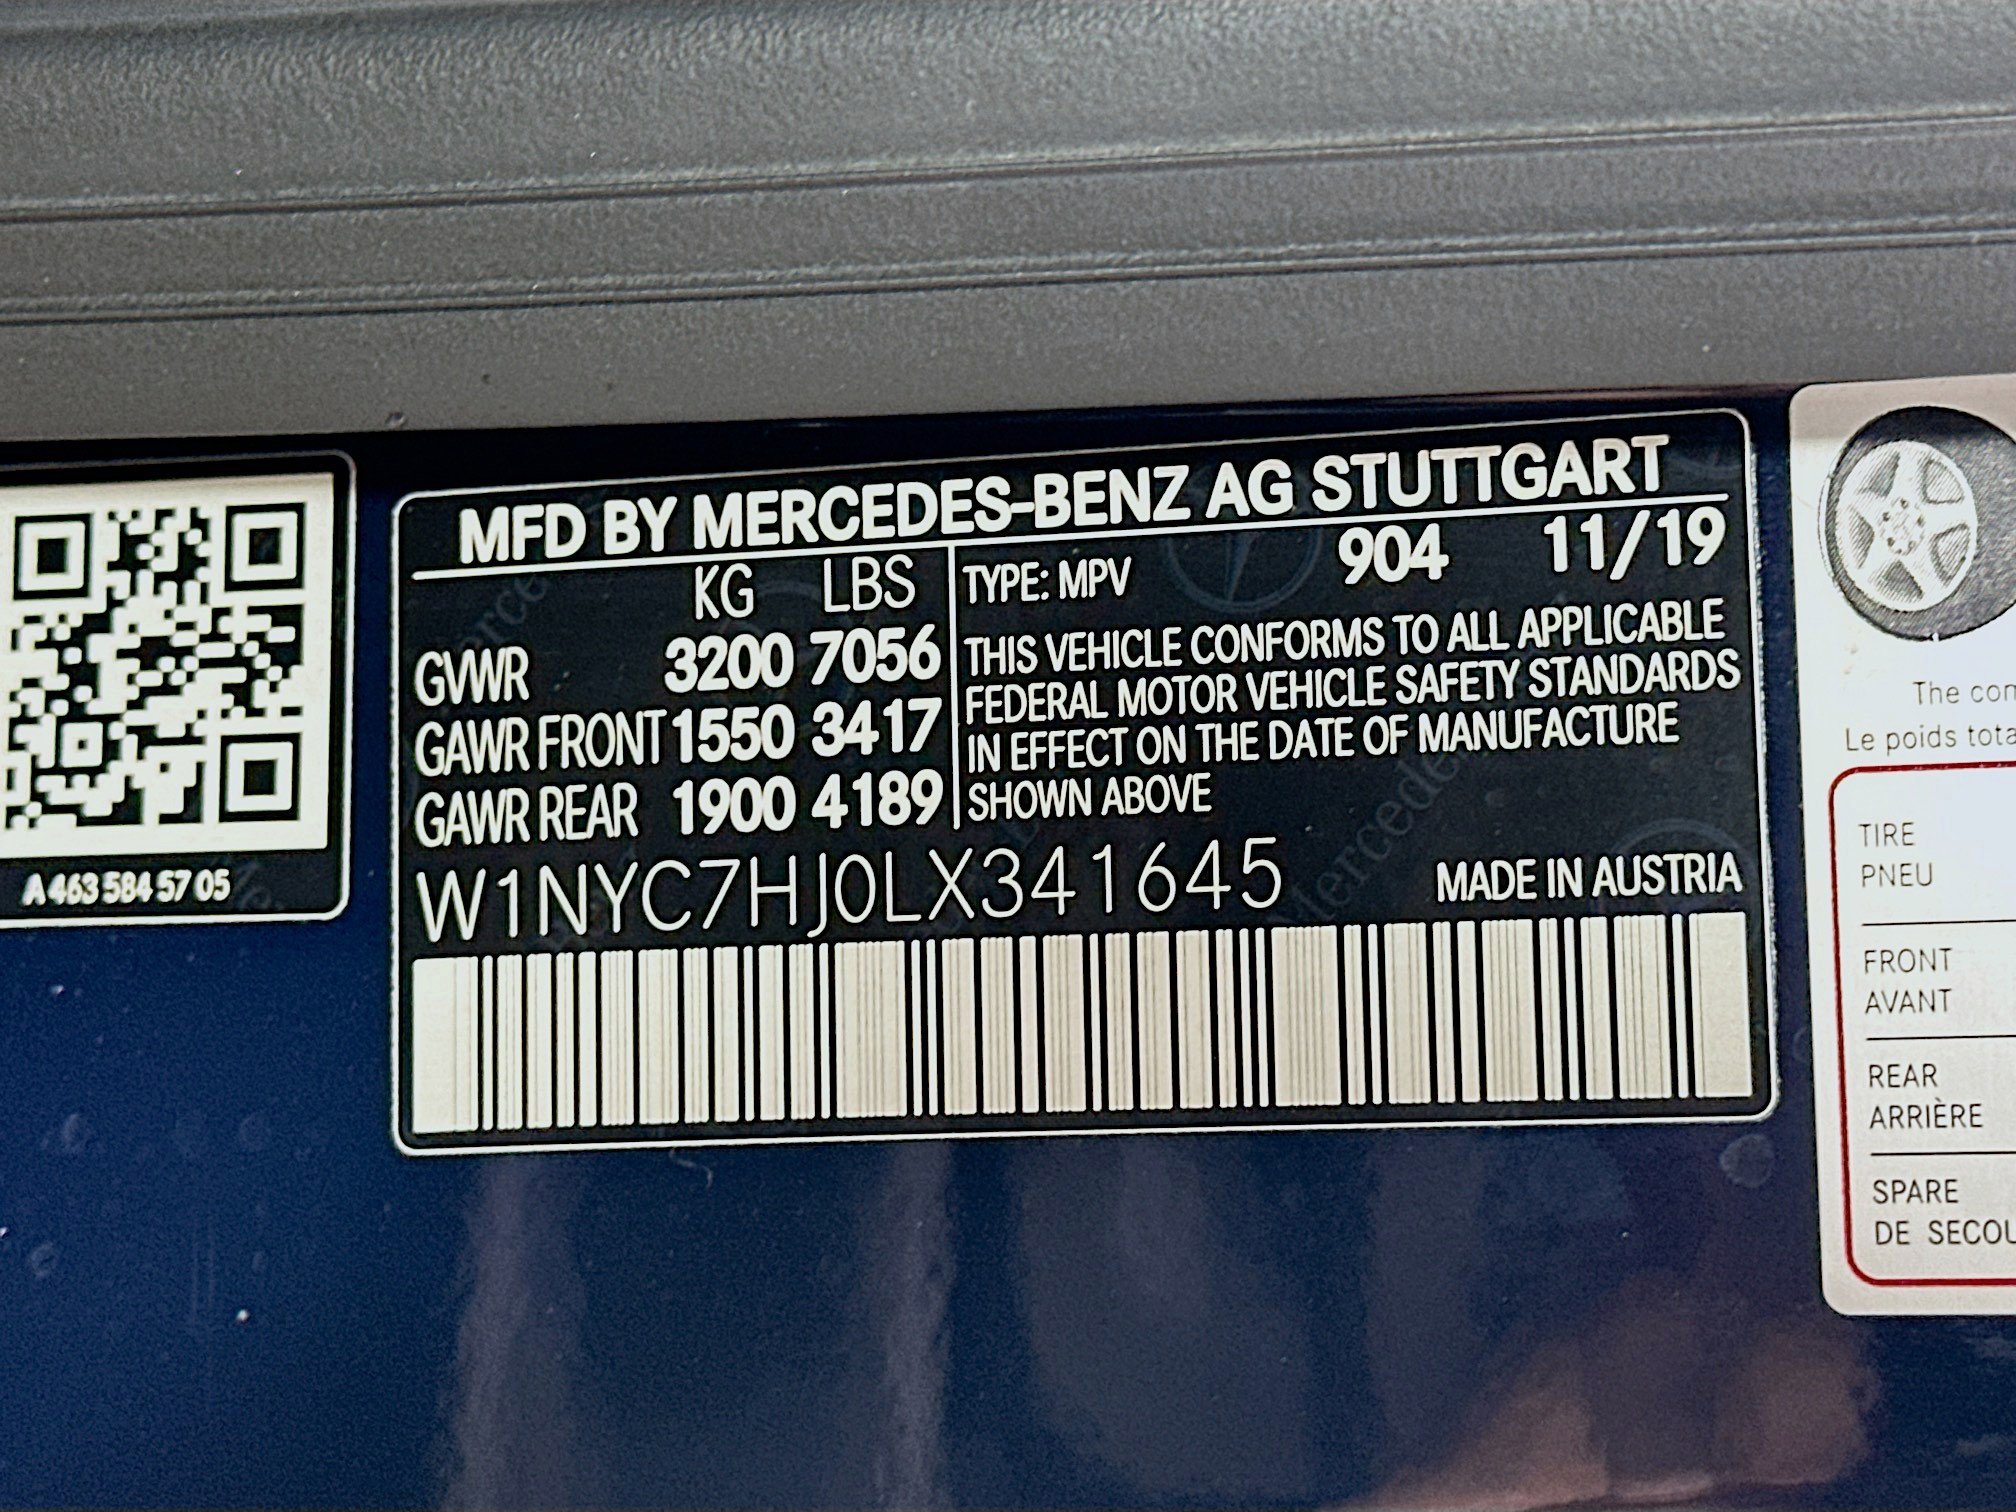 MFD BY MERCEDES-BENZ AG STUTTGART
KG LBS
GVWR 3200 7056
GAWR FRONT 1550 3417
GAWR REAR 1900 4189
TYPE: MPV 904 11/19
THIS VEHICLE CONFORMS TO ALL APPLICABLE
FEDERAL MOTOR VEHICLE SAFETY STANDARDS
IN EFFECT ON THE DATE OF MANUFACTURE
SHOWN ABOVE
W1NYC7HJ0LX341645
MADE IN AUSTRIA
A 463 584 57 05
The
Le poids
TIRE
PNEU
FRONT
AVANT
REAR
ARRIÈRE
SPARE
DE